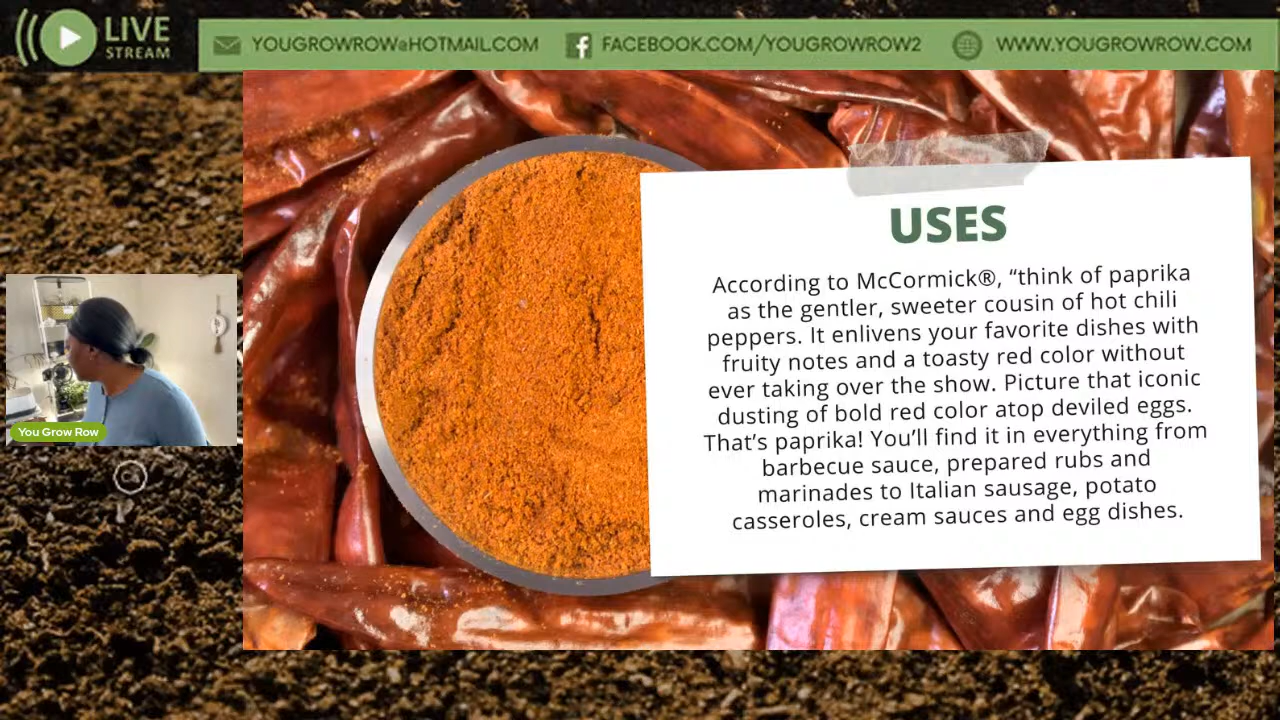 LIVE
STREAM
YOUGROWROW@HOTMAIL.COM
FACEBOOK.COM/YOUGROWROW2
WWW.YOUGROWROW.COM
USES
According to McCormick®, “think of paprika
as the gentler, sweeter cousin of hot chili
peppers. It enlivens your favorite dishes with
fruity notes and a toasty red color without
ever taking over the show. Picture that iconic
dusting of bold red color atop deviled eggs.
That’s paprika! You’ll find it in everything from
barbecue sauce, prepared rubs and
marinades to Italian sausage, potato
casseroles, cream sauces and egg dishes.
You Grow Row